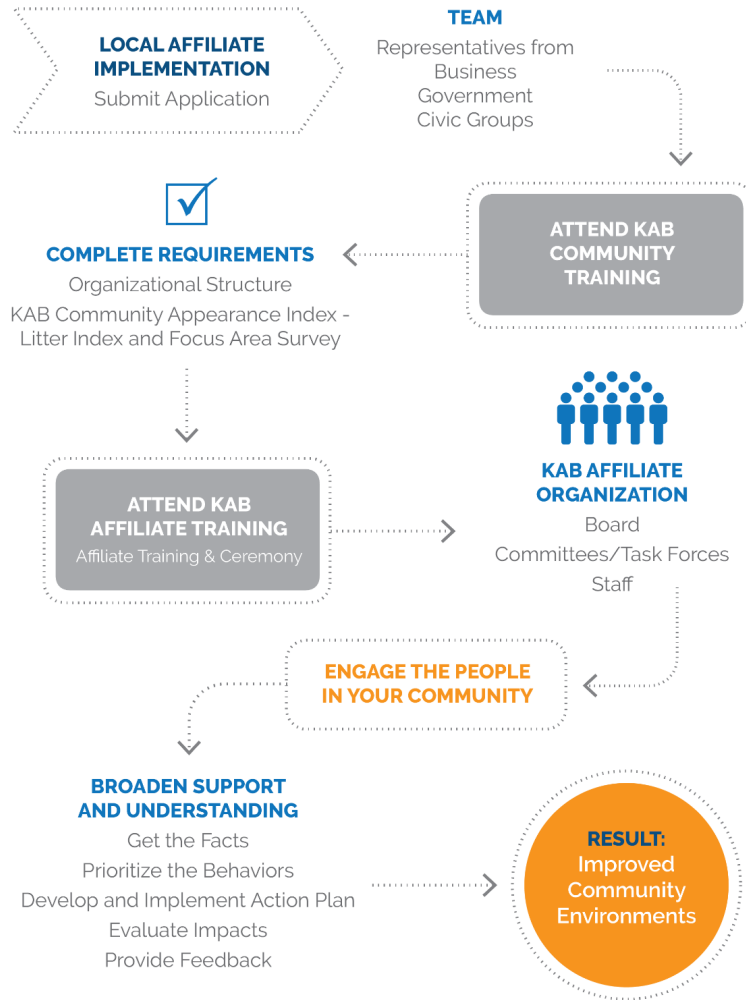 LOCAL AFFILIATE
IMPLEMENTATION
Submit Application
TEAM
Representatives from
Business
Government
Civic Groups
ATTEND KAB
COMMUNITY
TRAINING
COMPLETE REQUIREMENTS
Organizational Structure
KAB Community Appearance Index -
Litter Index and Focus Area Survey
ATTEND KAB
AFFILIATE TRAINING
Affiliate Training & Ceremony
KAB AFFILIATE
ORGANIZATION
Board
Committees/Task Forces
Staff
ENGAGE THE PEOPLE
IN YOUR COMMUNITY
BROADEN SUPPORT
AND UNDERSTANDING
Get the Facts
Prioritize the Behaviors
Develop and Implement Action Plan
Evaluate Impacts
Provide Feedback
RESULT:
Improved
Community
Environments